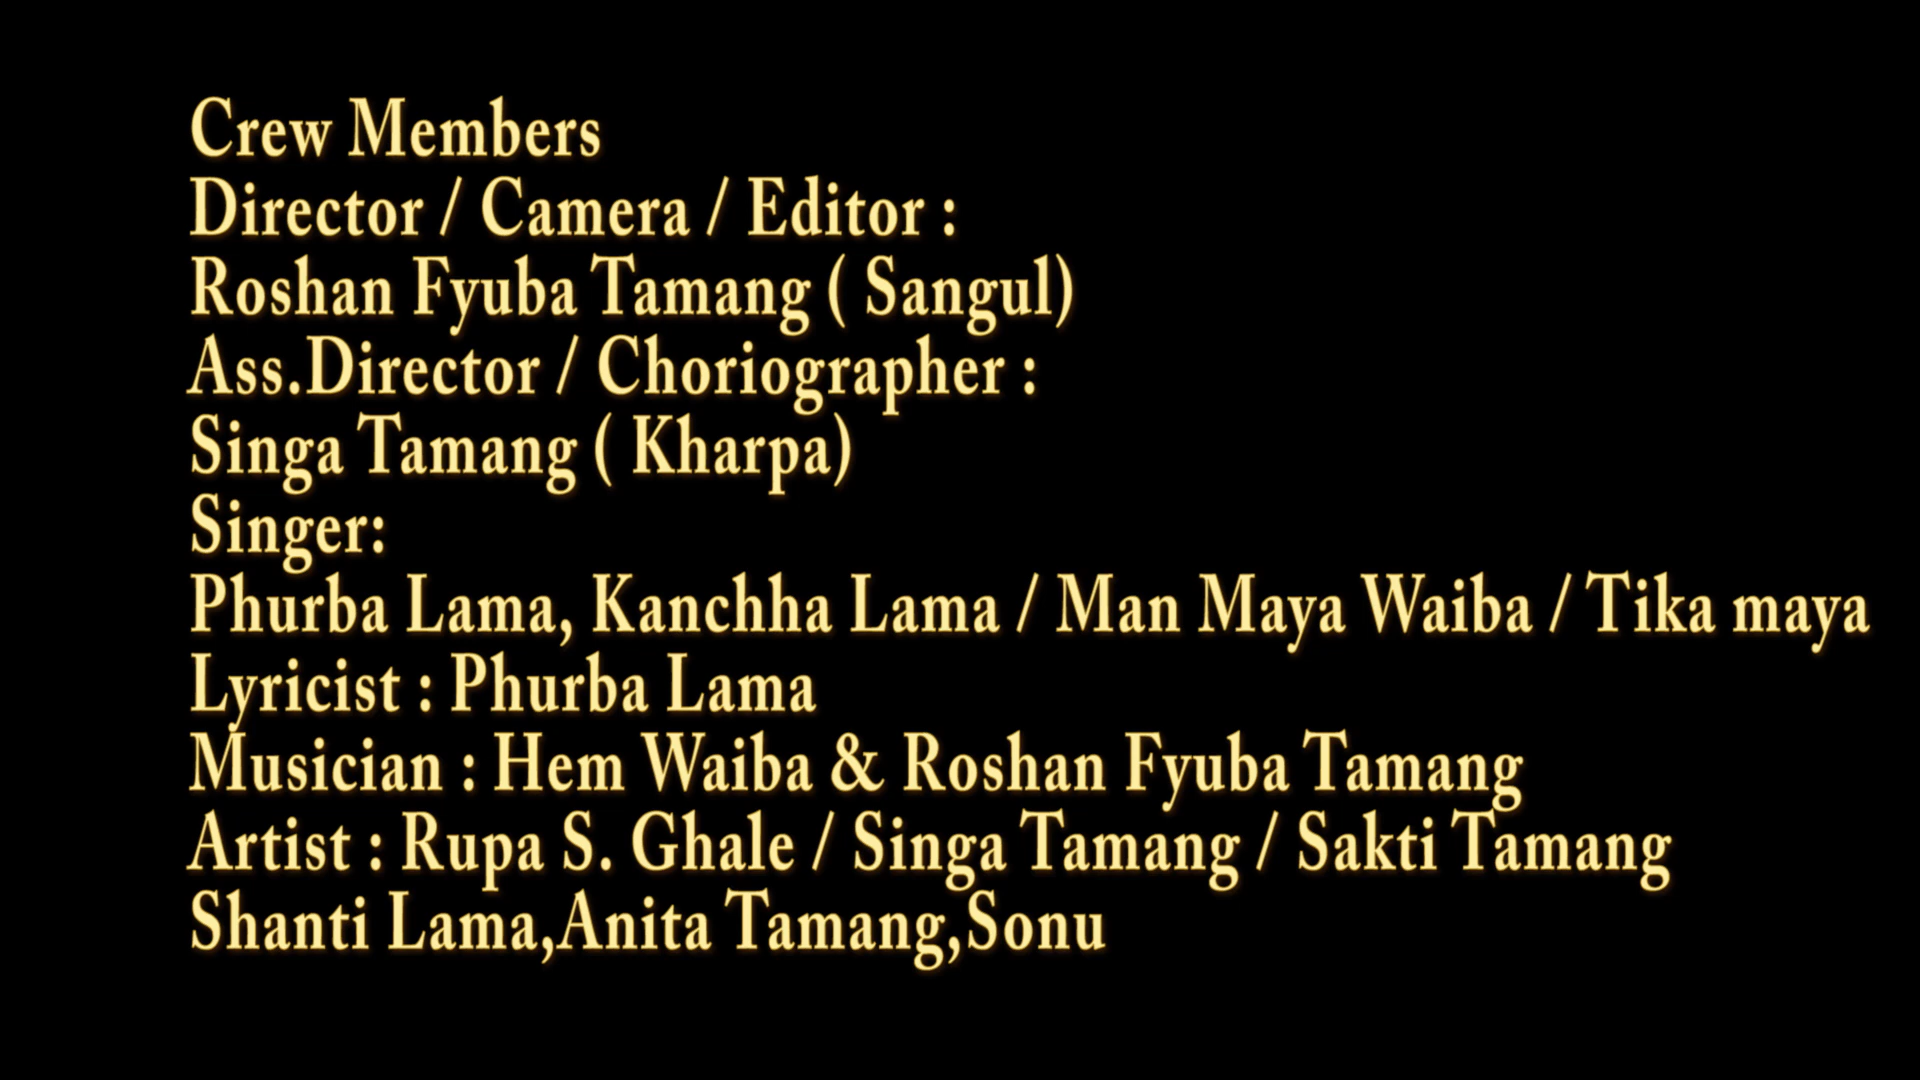 Crew Members
Director / Camera / Editor :
Roshan Fyuba Tamang ( Sangul)
Ass.Director / Choriographer :
Singa Tamang ( Kharpa)
Singer:
Phurba Lama, Kanchha Lama / Man Maya Waiba / Tika maya
Lyricist : Phurba Lama
Musician : Hem Waiba & Roshan Fyuba Tamang
Artist : Rupa S. Ghale / Singa Tamang / Sakti Tamang
Shanti Lama,Anita Tamang,Sonu